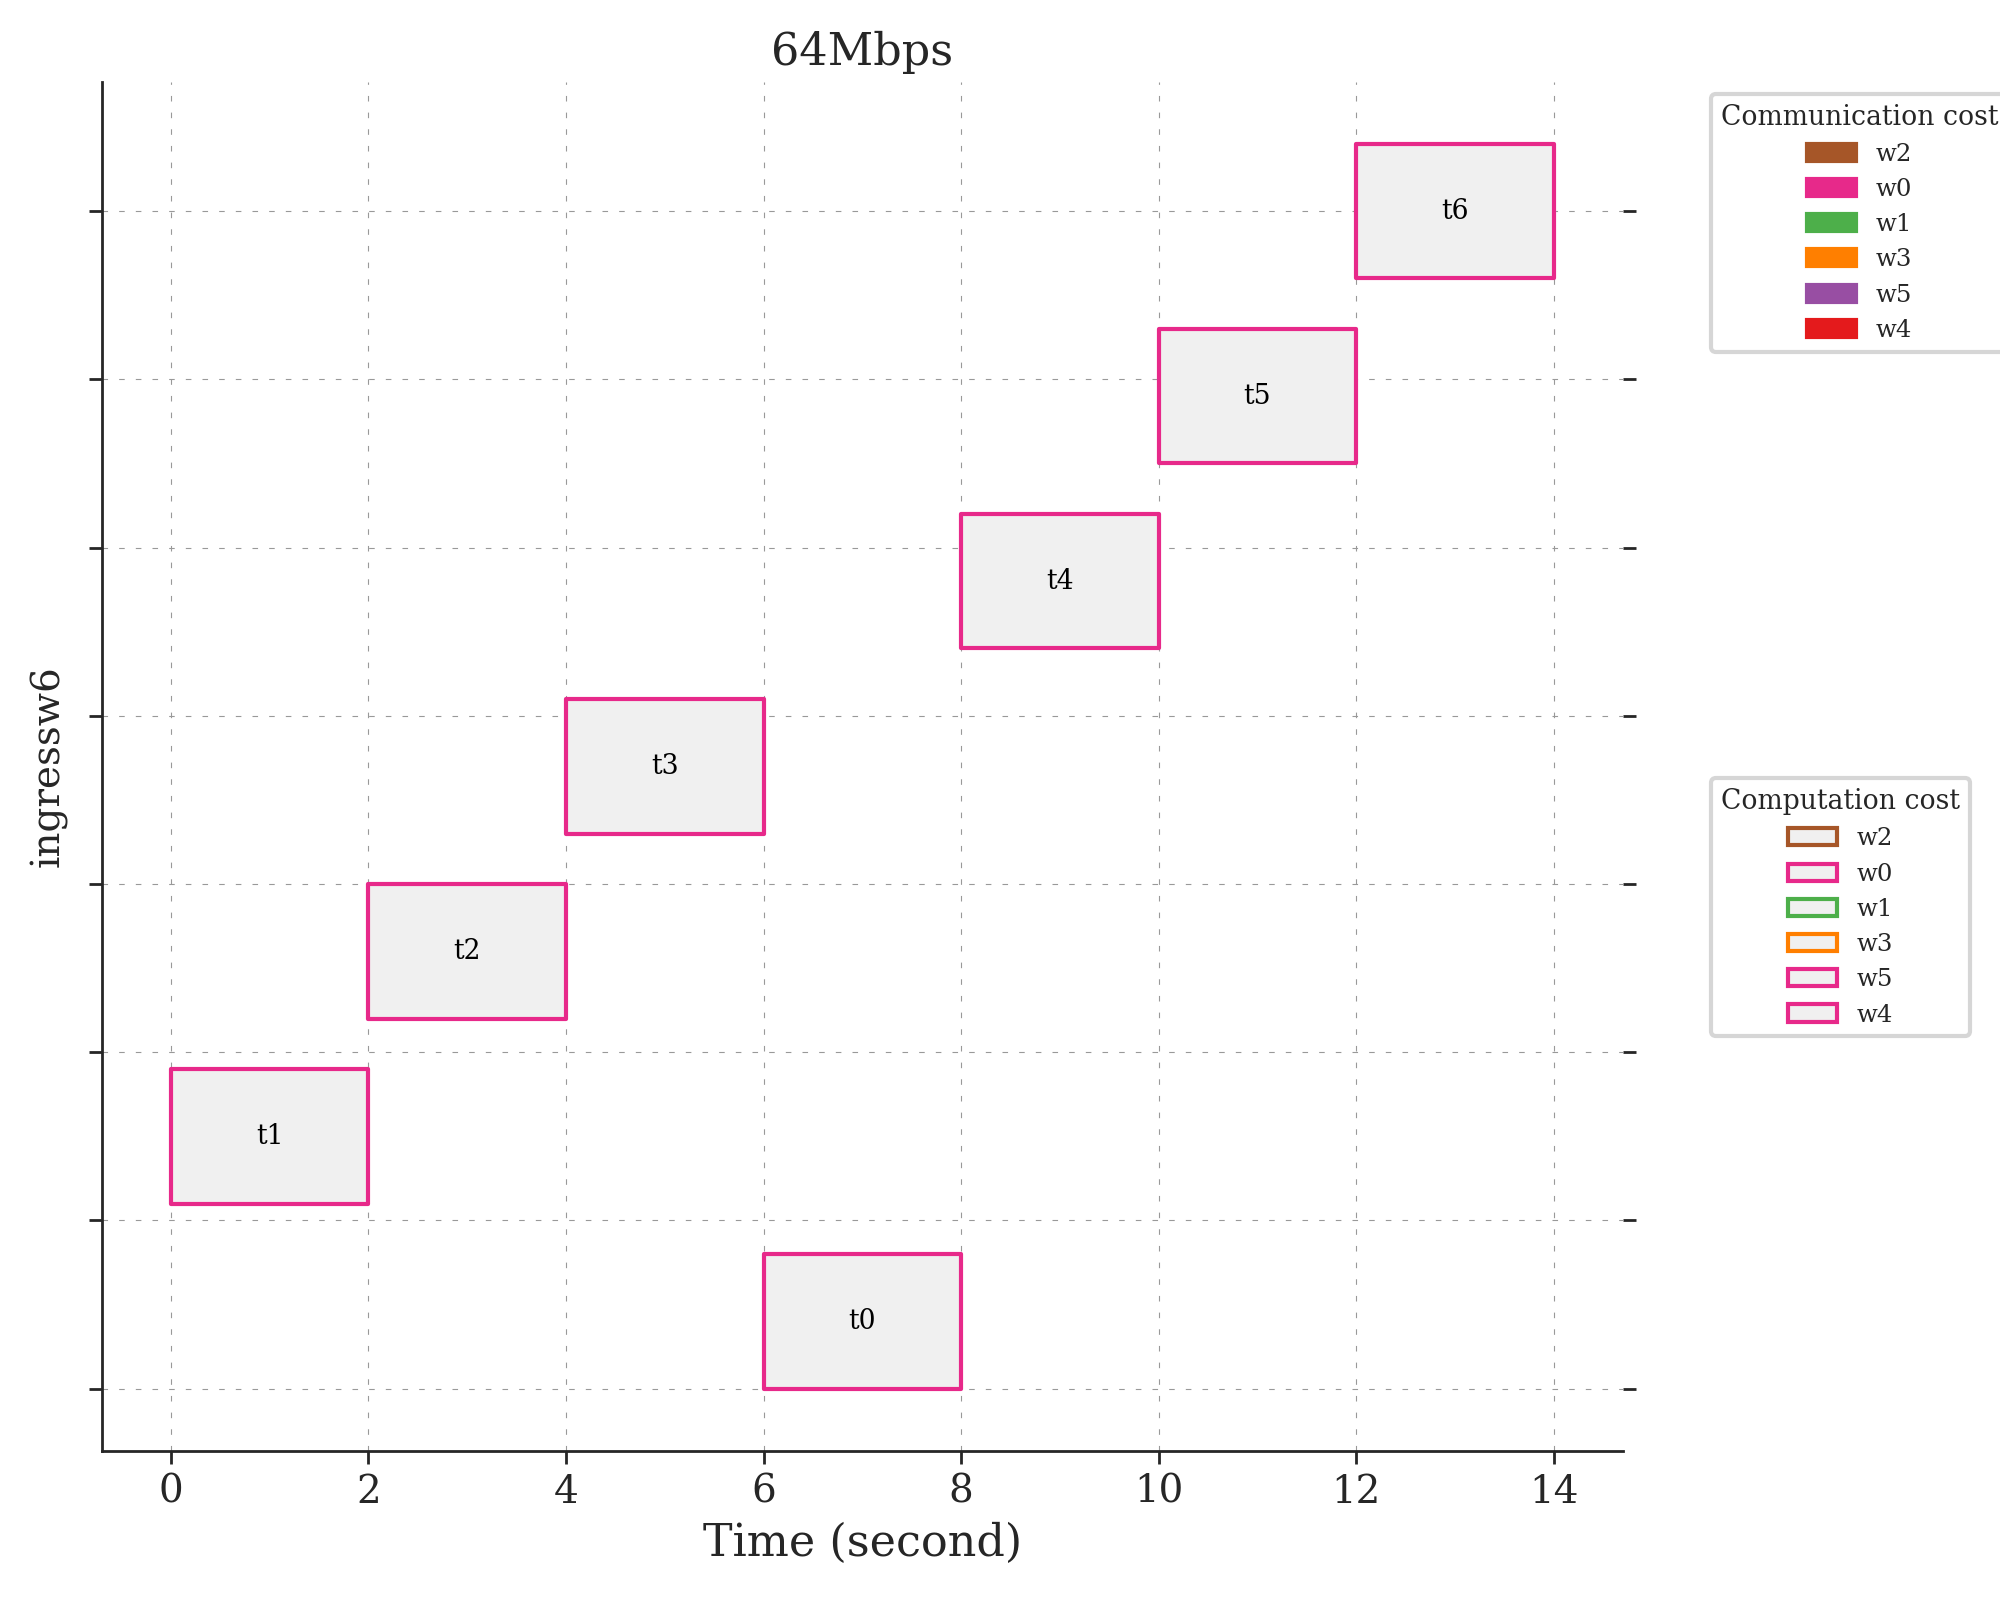 64Mbps
ingressw6
t6
t5
t4
t3
t2
t1
t0
0 2 4 6 8 10 12 14
Time (second)
Communication cost
w2
w0
w1
w3
w5
w4
Computation cost
w2
w0
w1
w3
w5
w4